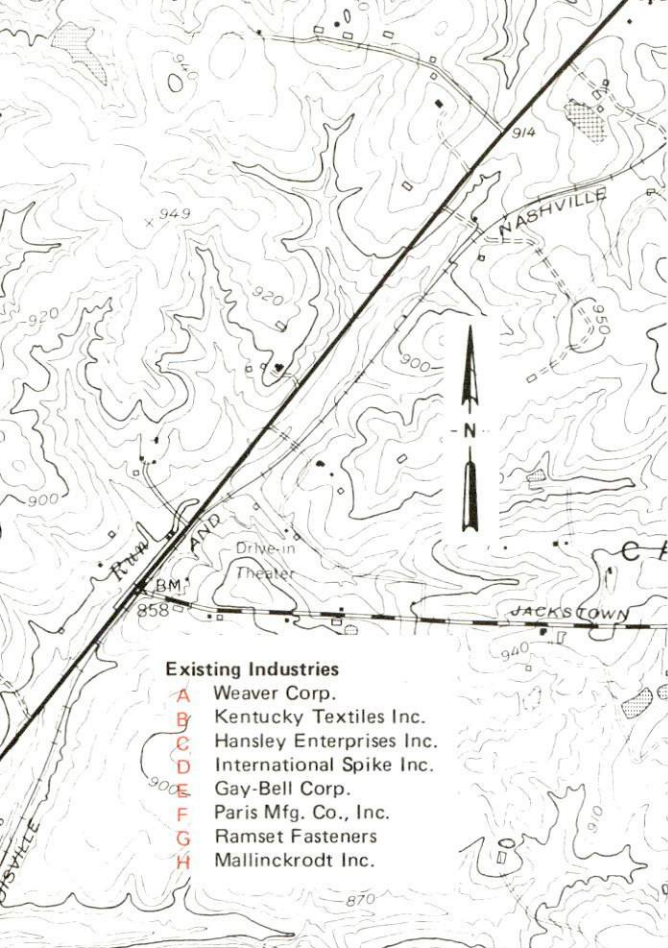 940
914
949
NASHVILLE
920
920
950
900
N
900
Run
AND
Drive-in
Theater
BM
858
JACKSTOWN
940
Existing Industries
A Weaver Corp.
B Kentucky Textiles Inc.
C Hansley Enterprises Inc.
D International Spike Inc.
E Gay-Bell Corp.
F Paris Mfg. Co., Inc.
G Ramset Fasteners
H Mallinckrodt Inc.
900
910
870